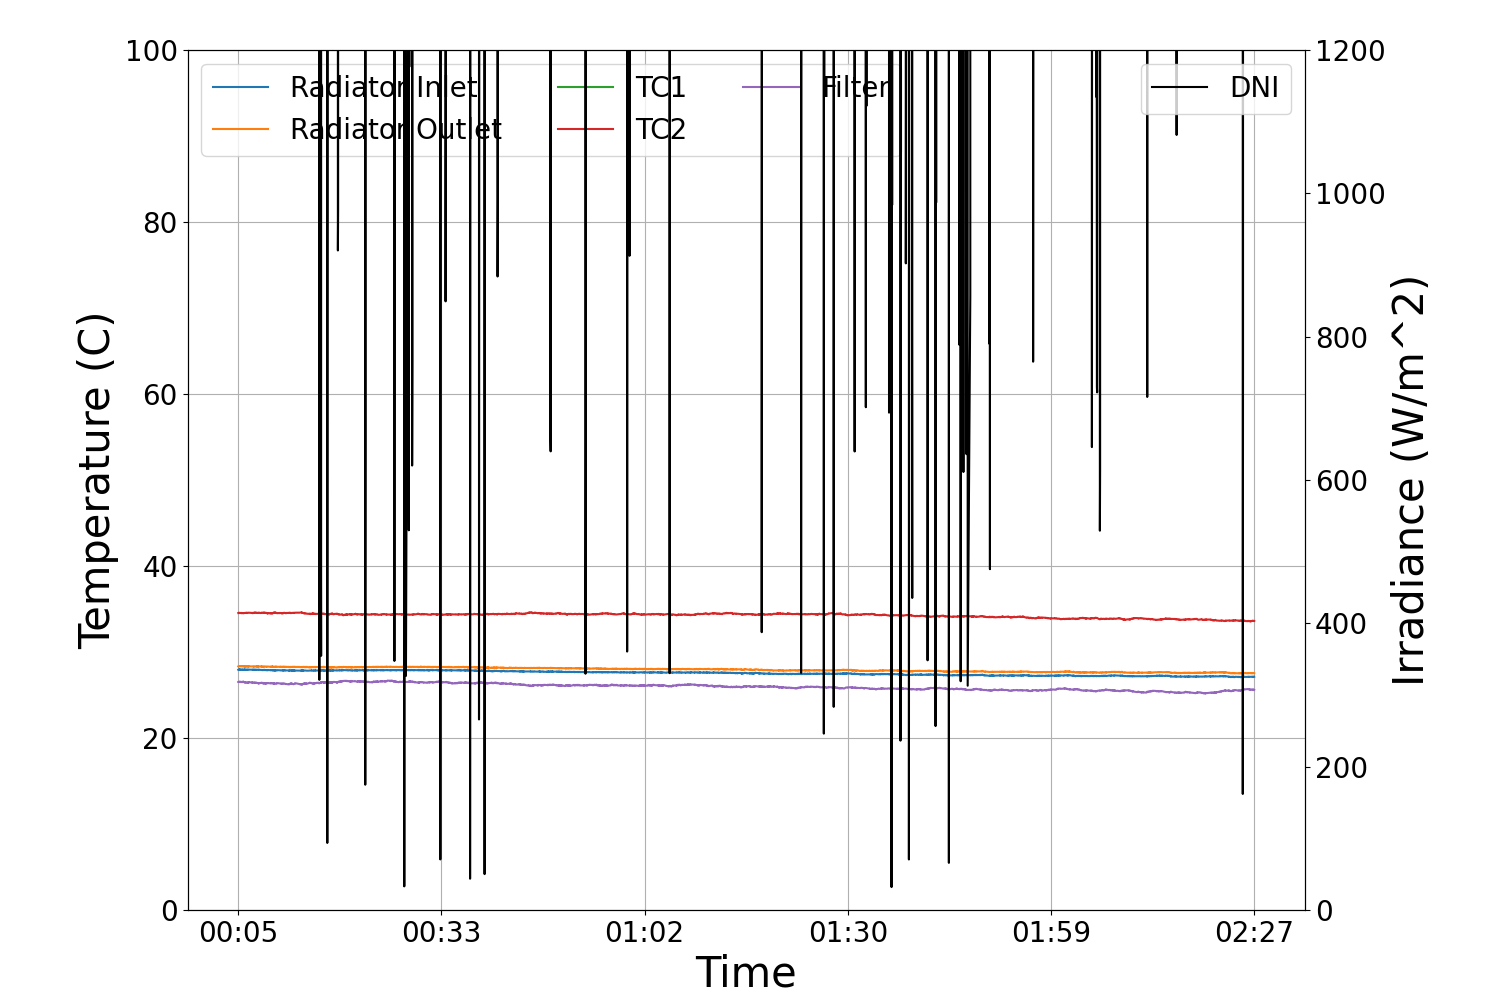 100
80
60
40
20
0
Temperature (C)
Radiator Inlet
Radiator Outlet
TC1
TC2
Filter
DNI
1200
1000
800
600
400
200
0
Irradiance (W/m^2)
00:05 00:33 01:02 01:30 01:59 02:27
Time